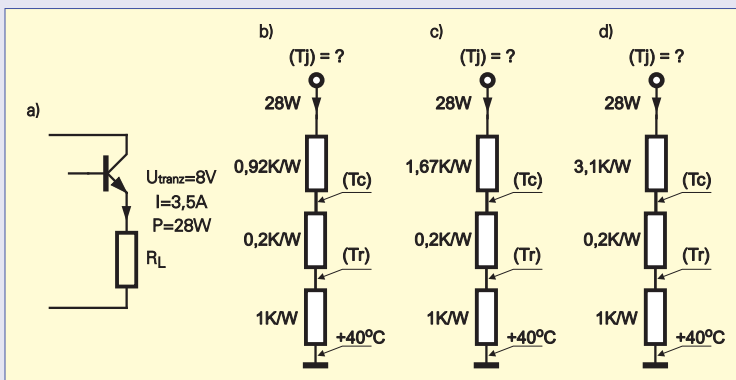 a)
Utranz=8V
I=3,5A
P=28W
RL
b)
(Tj) = ?
28W
0,92K/W
(Tc)
0,2K/W
(Tr)
1K/W
+40°C
c)
(Tj) = ?
28W
1,67K/W
(Tc)
0,2K/W
(Tr)
1K/W
+40°C
d)
(Tj) = ?
28W
3,1K/W
(Tc)
0,2K/W
(Tr)
1K/W
+40°C